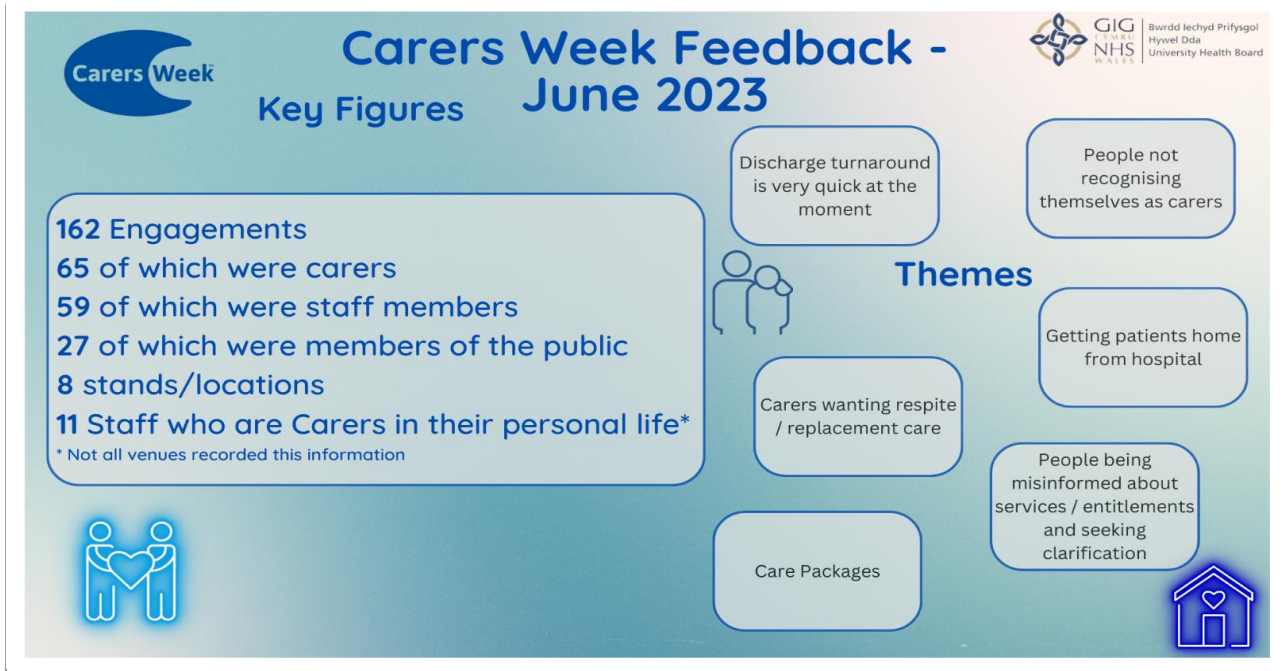 Carers Week
Carers Week Feedback -
June 2023
GIG
CYMRU
NHS
WALES
Bwrdd Iechyd Prifysgol
Hywel Dda
University Health Board
Key Figures
162 Engagements
65 of which were carers
59 of which were staff members
27 of which were members of the public
8 stands/locations
11 Staff who are Carers in their personal life*
* Not all venues recorded this information
Discharge turnaround
is very quick at the
moment
People not
recognising
themselves as carers
Themes
Getting patients home
from hospital
Carers wanting respite
/ replacement care
People being
misinformed about
services / entitlements
and seeking
clarification
Care Packages